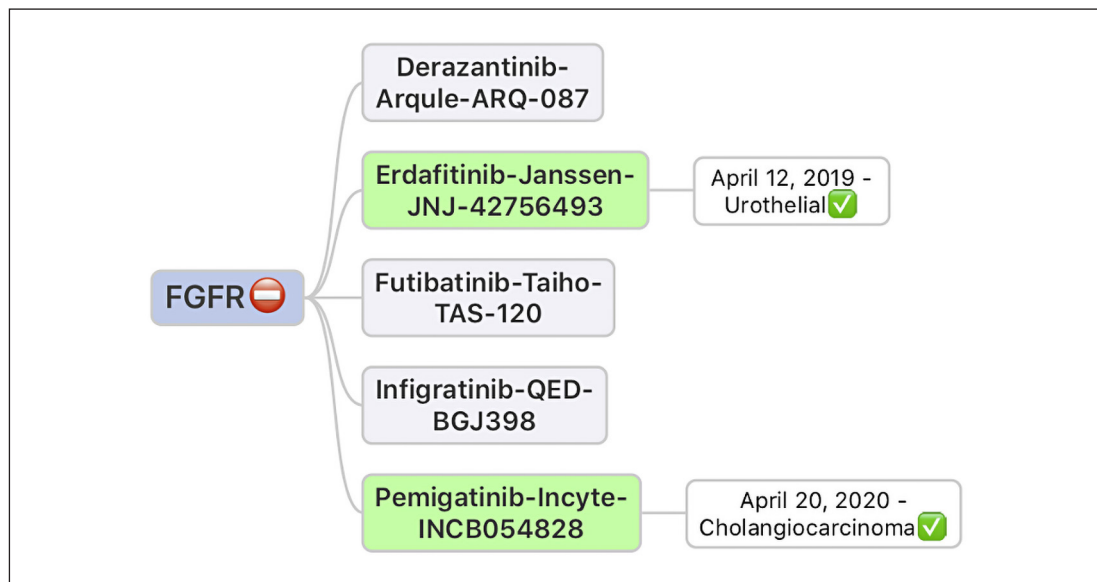 Derazantinib-
Arqule-ARQ-087
Erdafitinib-Janssen-
JNJ-42756493
April 12, 2019 -
Urothelial✅
FGFR⛔
Futibatinib-Taiho-
TAS-120
Infigratinib-QED-
BGJ398
Pemigatinib-Incyte-
INCB054828
April 20, 2020 -
Cholangiocarcinoma✅